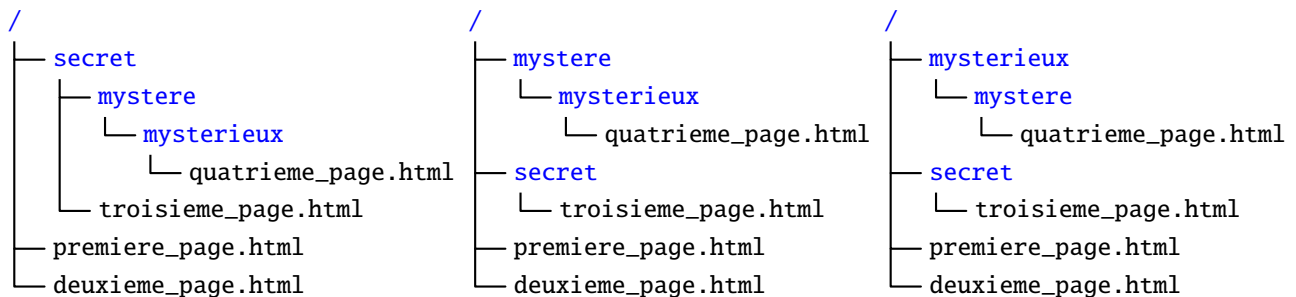 /
secret
mystere
mysterieux
quatrieme_page.html
troisieme_page.html
premiere_page.html
deuxieme_page.html
/
mystere
mysterieux
quatrieme_page.html
secret
troisieme_page.html
premiere_page.html
deuxieme_page.html
/
mysterieux
mystere
quatrieme_page.html
secret
troisieme_page.html
premiere_page.html
deuxieme_page.html